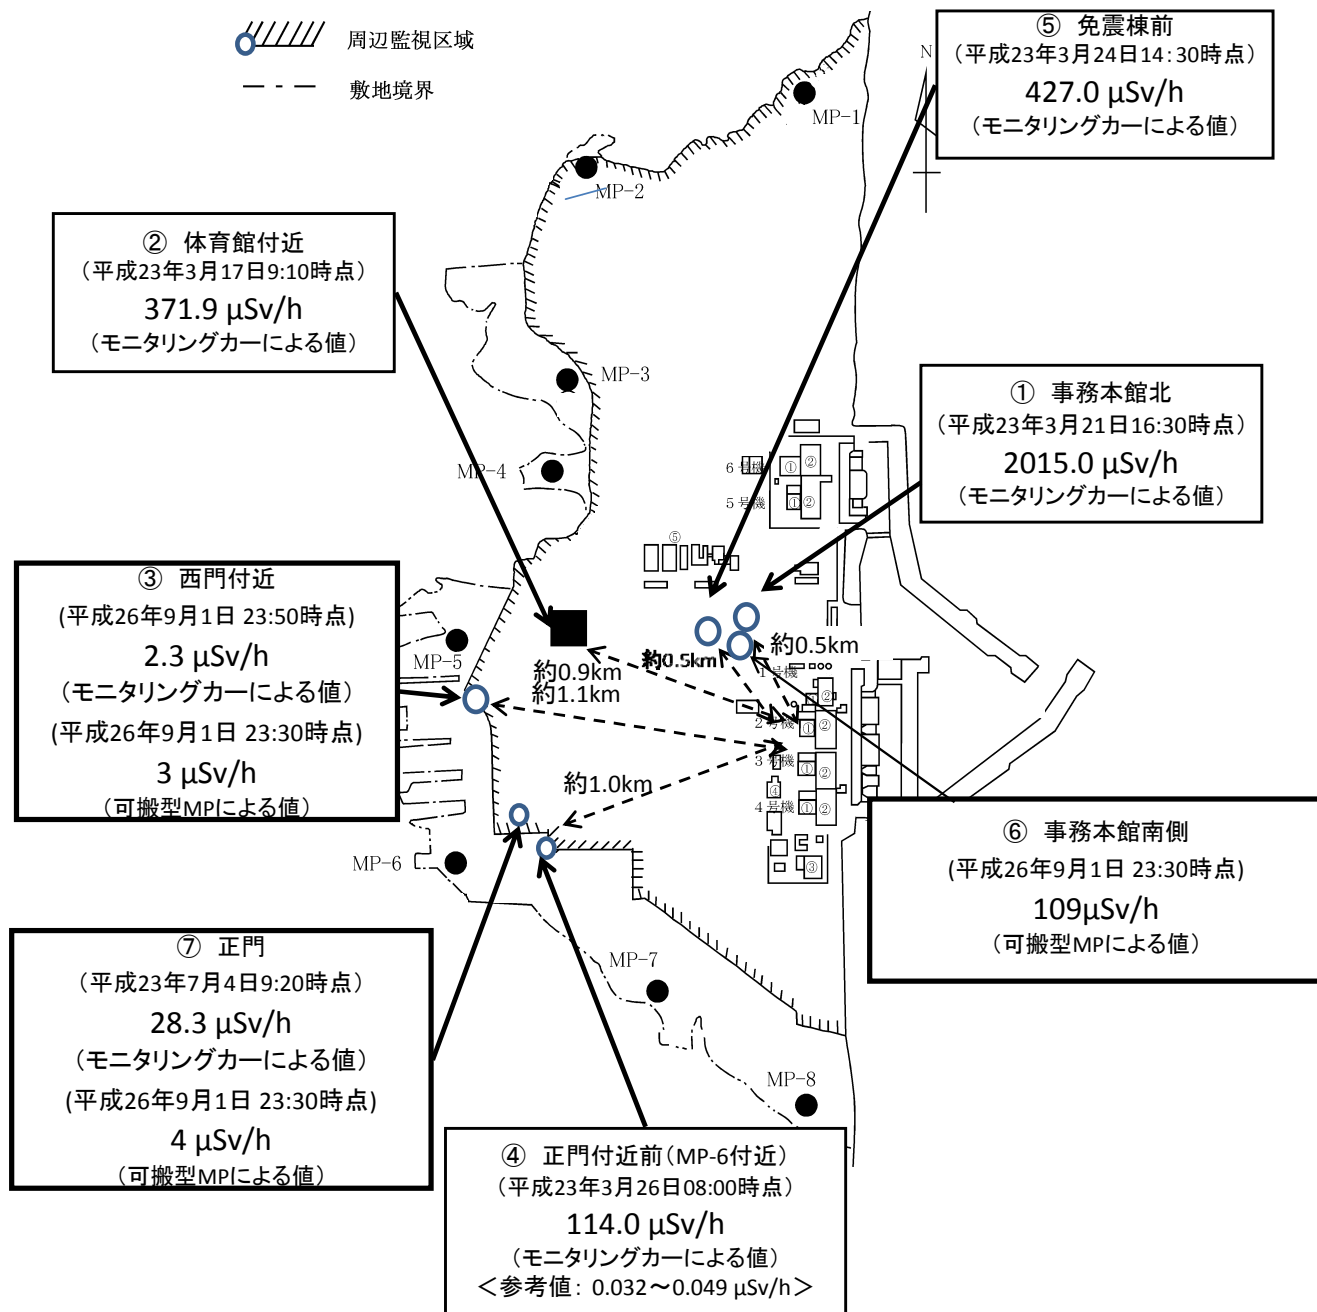 周辺監視区域
敷地境界
⑤ 免震棟前
（平成23年3月24日14:30時点）
427.0 μSv/h
（モニタリングカーによる値）
N
MP-1
MP-2
② 体育館付近
（平成23年3月17日9:10時点）
371.9 μSv/h
（モニタリングカーによる値）
MP-3
MP-4
① 事務本館北
（平成23年3月21日16:30時点）
2015.0 μSv/h
（モニタリングカーによる値）
6号機
①
②
5号機
①
②
⑤
③ 西門付近
(平成26年9月1日 23:50時点)
2.3 μSv/h
（モニタリングカーによる値）
(平成26年9月1日 23:30時点)
3 μSv/h
（可搬型MPによる値）
MP-5
約0.9km
約1.1km
約0.5km
約0.5km
1号機
②
2号機
①
②
3号機
①
②
④
4号機
①
②
③
約1.0km
MP-6
⑥ 事務本館南側
(平成26年9月1日 23:30時点)
109μSv/h
（可搬型MPによる値）
⑦ 正門
（平成23年7月4日9:20時点）
28.3 μSv/h
（モニタリングカーによる値）
(平成26年9月1日 23:30時点)
4 μSv/h
（可搬型MPによる値）
MP-7
MP-8
④ 正門付近前（MP-6付近）
（平成23年3月26日08:00時点）
114.0 μSv/h
（モニタリングカーによる値）
＜参考値：0.032～0.049 μSv/h＞